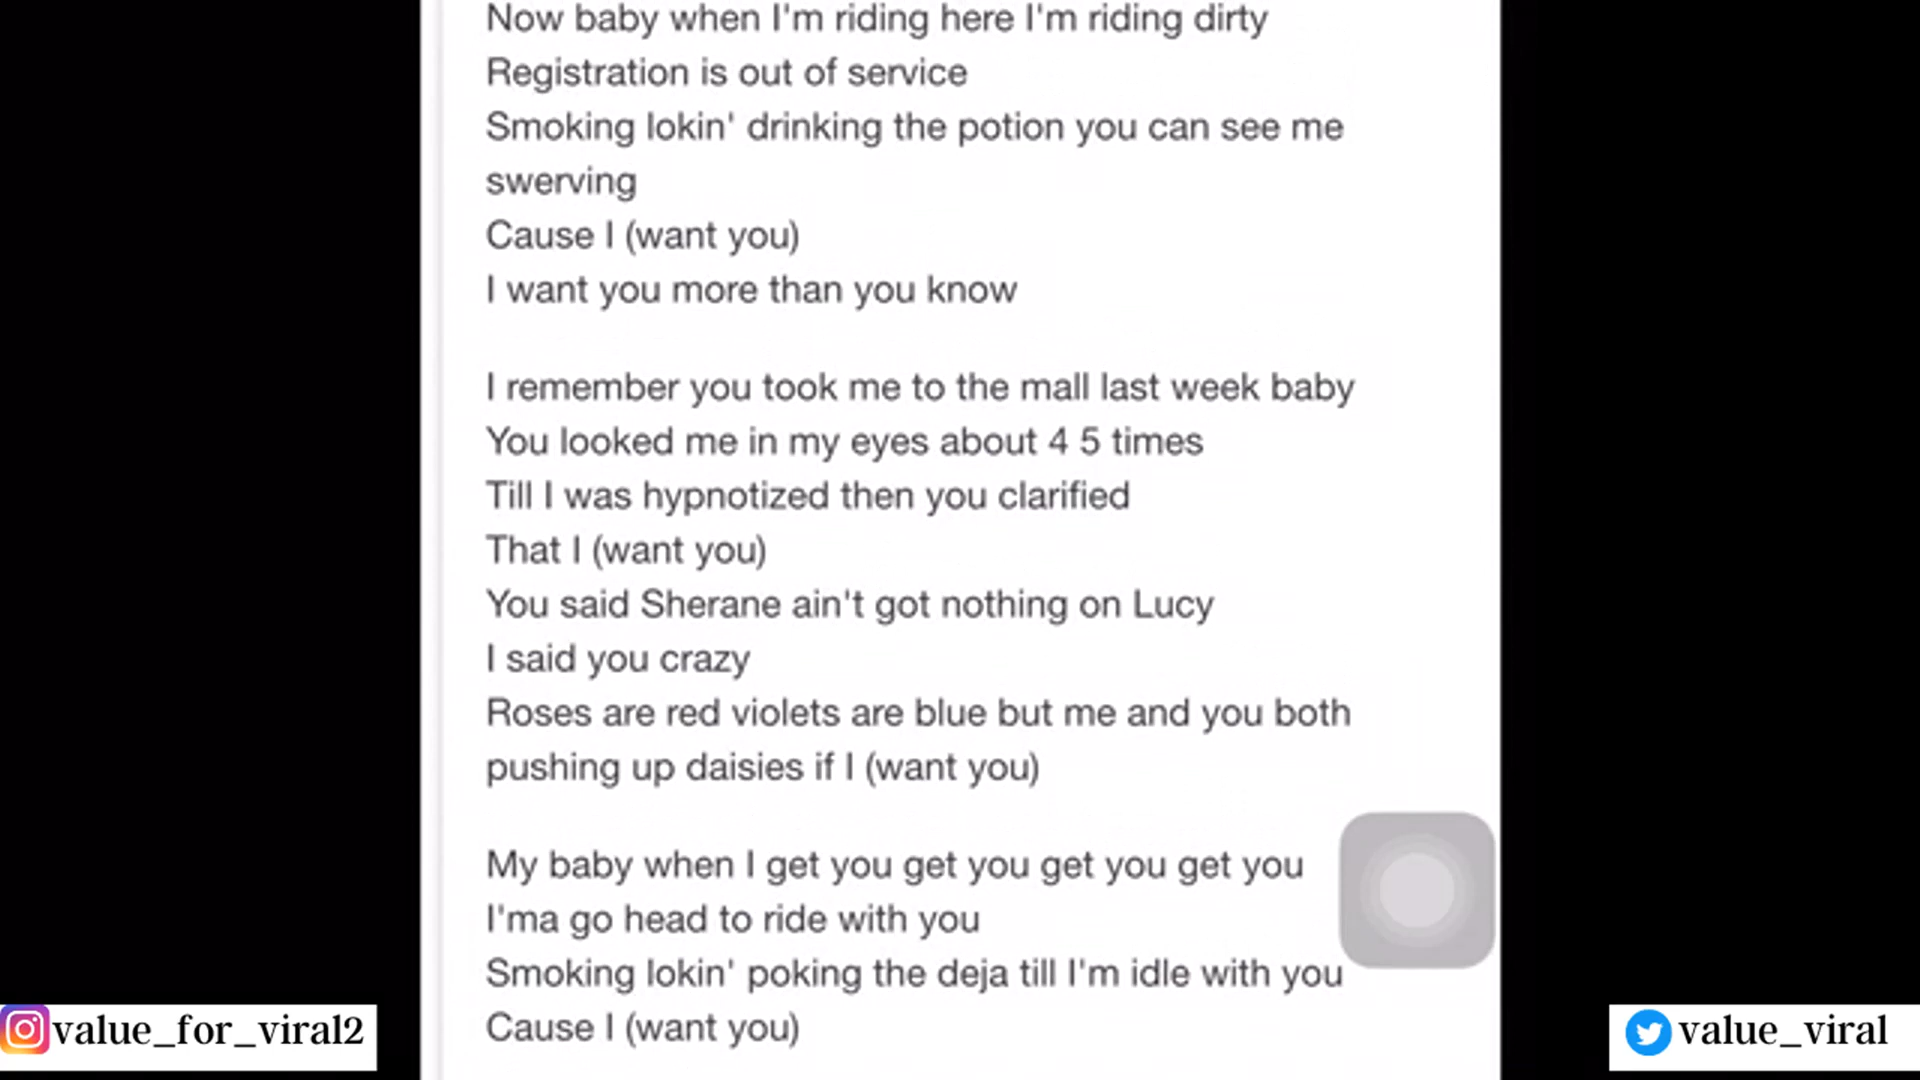 Now baby when I'm riding here I'm riding dirty
Registration is out of service
Smoking lokin' drinking the potion you can see me
swerving
Cause I (want you)
I want you more than you know
I remember you took me to the mall last week baby
You looked me in my eyes about 4 5 times
Till I was hypnotized then you clarified
That I (want you)
You said Sherane ain't got nothing on Lucy
I said you crazy
Roses are red violets are blue but me and you both
pushing up daisies if I (want you)
My baby when I get you get you get you get you
I'ma go head to ride with you
Smoking lokin' poking the deja till I'm idle with you
Cause I (want you)
value_for_viral2
value_viral